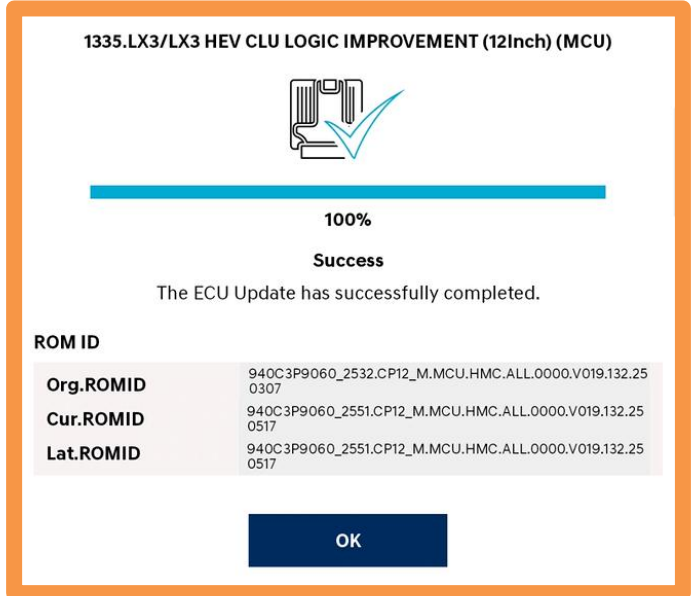 1335.LX3/LX3 HEV CLU LOGIC IMPROVEMENT (12Inch) (MCU)
100%
Success
The ECU Update has successfully completed.
ROM ID
Org.ROMID
940C3P9060_2532.CP12_M.MCU.HMC.ALL.0000.V019.132.25
0307
Cur.ROMID
940C3P9060_2551.CP12_M.MCU.HMC.ALL.0000.V019.132.25
0517
Lat.ROMID
940C3P9060_2551.CP12_M.MCU.HMC.ALL.0000.V019.132.25
0517
OK